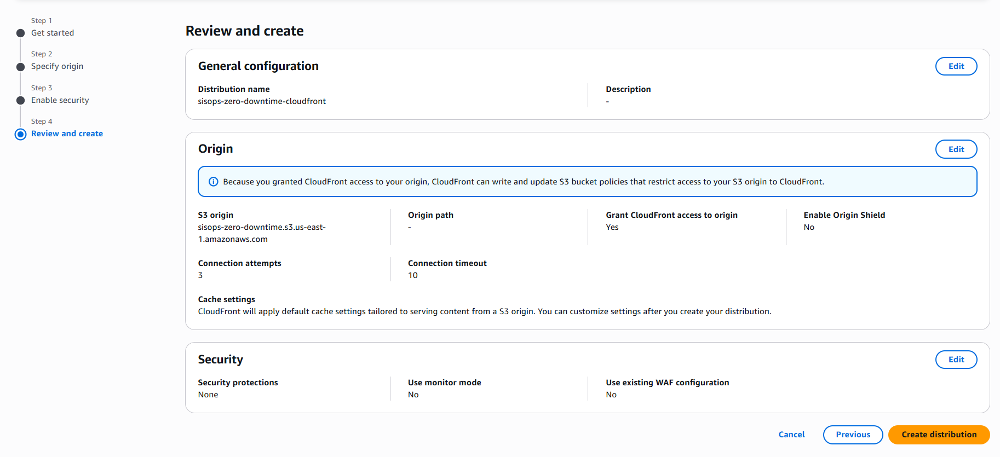 Step 1
Get started
Step 2
Specify origin
Step 3
Enable security
Step 4
Review and create
Review and create
General configuration
Edit
Distribution name
sisops-zero-downtime-cloudfront
Description
-
Origin
Edit
Because you granted CloudFront access to your origin, CloudFront can write and update S3 bucket policies that restrict access to your S3 origin to CloudFront.
S3 origin
sisops-zero-downtime.s3.us-east-
1.amazonaws.com
Origin path
-
Grant CloudFront access to origin
Yes
Enable Origin Shield
No
Connection attempts
3
Connection timeout
10
Cache settings
CloudFront will apply default cache settings tailored to serving content from a S3 origin. You can customize settings after you create your distribution.
Security
Edit
Security protections
None
Use monitor mode
No
Use existing WAF configuration
No
Cancel
Previous
Create distribution